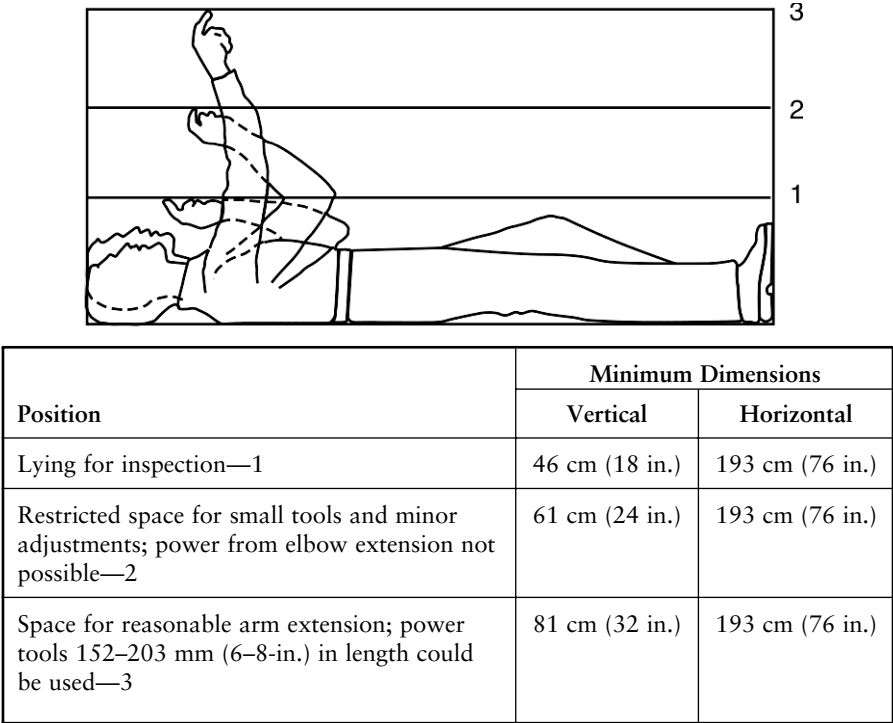 3
2
1
Minimum Dimensions
Position Vertical Horizontal
Lying for inspection—1 46 cm (18 in.) 193 cm (76 in.)
Restricted space for small tools and minor 61 cm (24 in.) 193 cm (76 in.)
adjustments; power from elbow extension not
possible—2
Space for reasonable arm extension; power 81 cm (32 in.) 193 cm (76 in.)
tools 152–203 mm (6–8-in.) in length could
be used—3